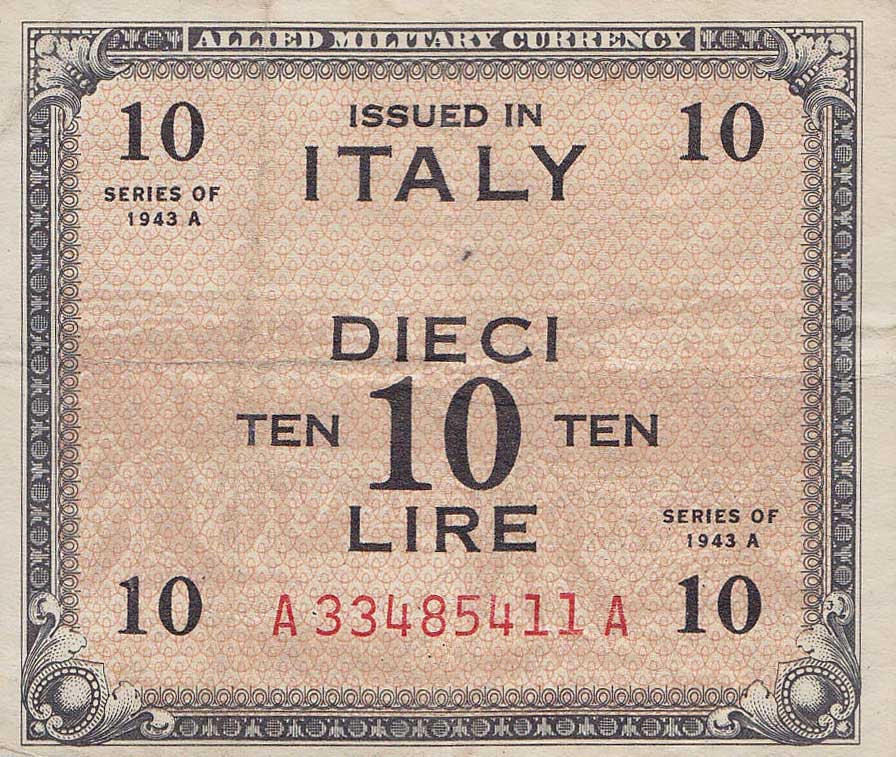 ALLIED MILITARY CURRENCY
10 ISSUED IN 10
ITALY
SERIES OF
1943 A
DIECI
TEN 10 TEN
LIRE
SERIES OF
1943 A
10 A33485411A 10